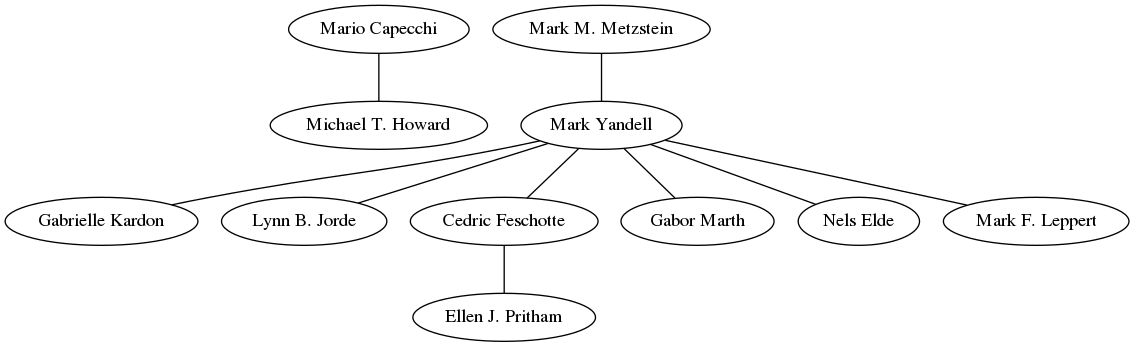 Mario Capecchi
Mark M. Metzstein
Michael T. Howard
Mark Yandell
Gabrielle Kardon
Lynn B. Jorde
Cedric Feschotte
Gabor Marth
Nels Elde
Mark F. Leppert
Ellen J. Pritham